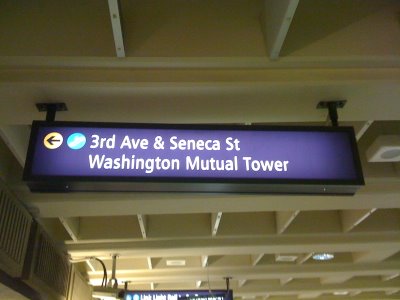 3rd Ave & Seneca St
Washington Mutual Tower